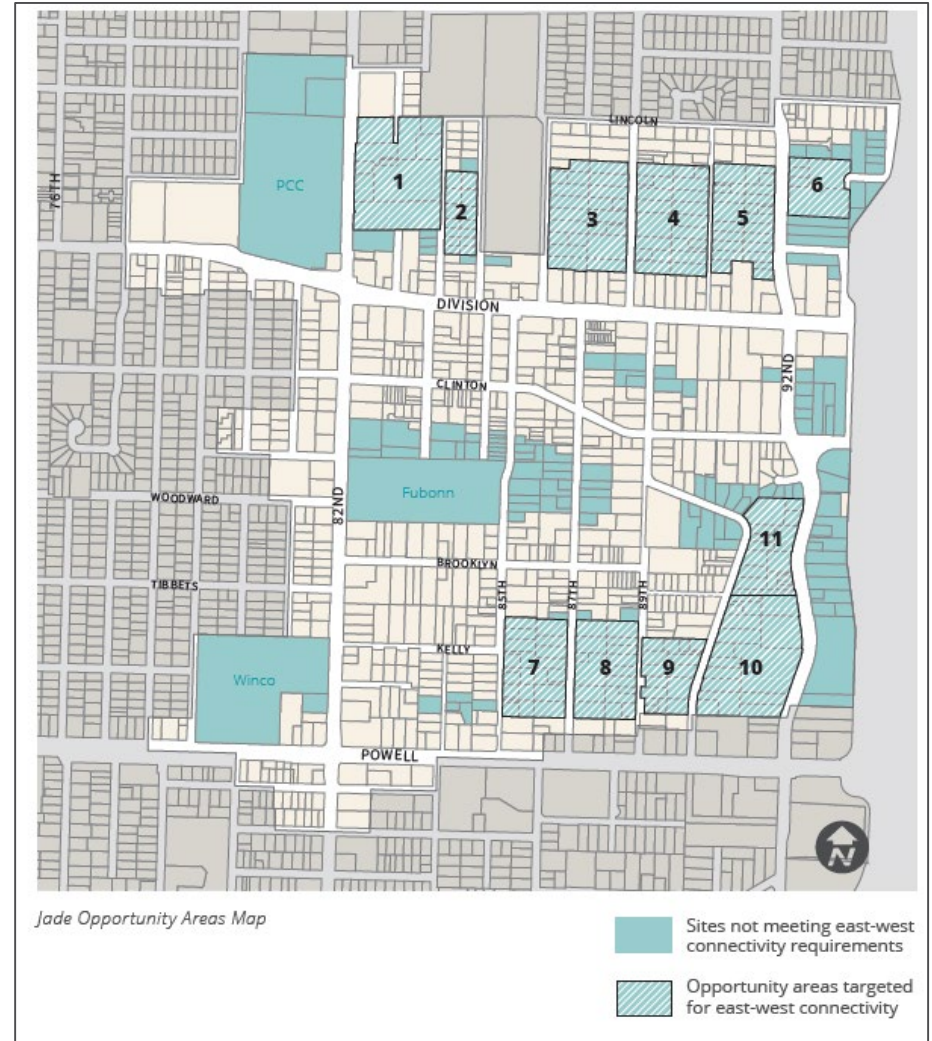 LINCOLN
PCC
1
2
3
4
5
6
76TH
DIVISION
CLINTON
92ND
82ND
Fubonn
WOODWARD
11
BROOKLYN
TIBBETS
85TH
87TH
89TH
KELLY
7
8
9
10
Winco
POWELL
N
Jade Opportunity Areas Map
Sites not meeting east-west
connectivity requirements
Opportunity areas targeted
for east-west connectivity